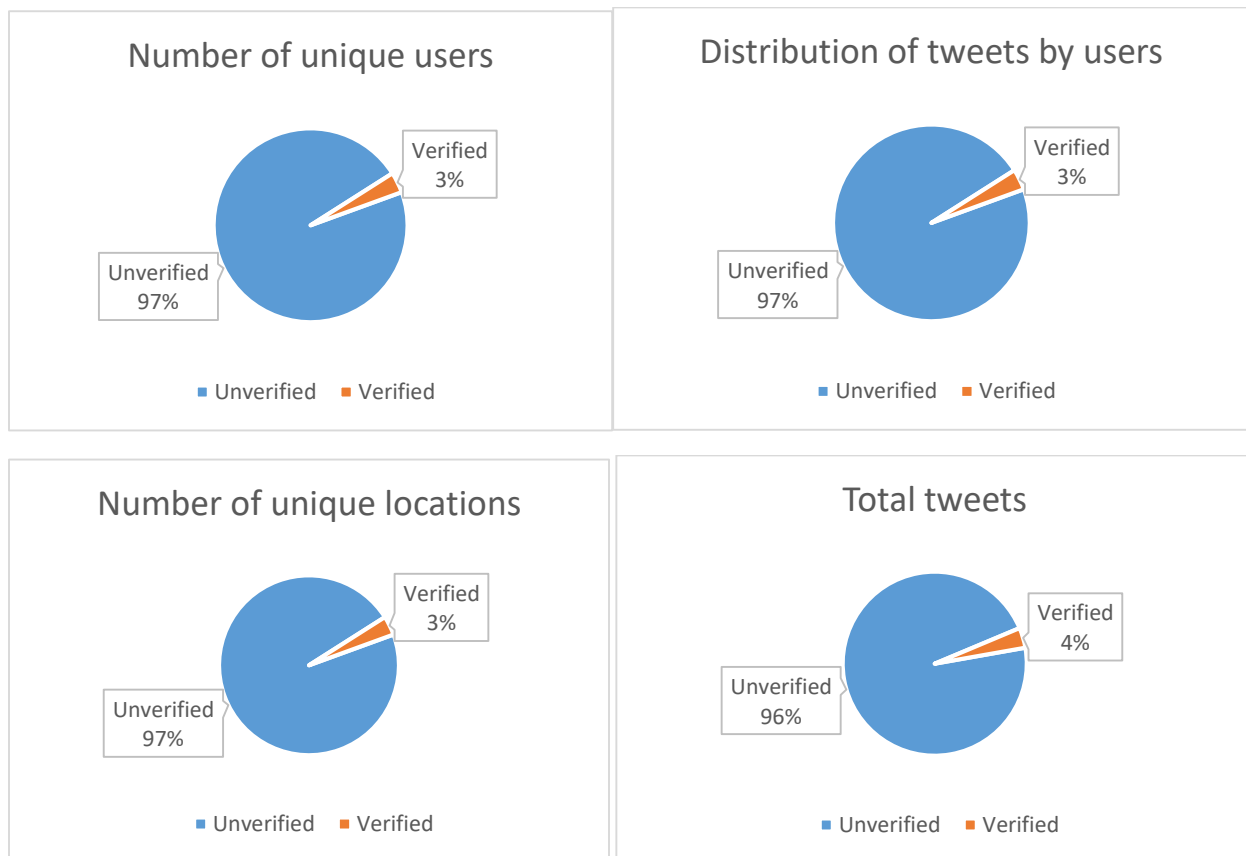 Number of unique users
Verified
3%
Unverified
97%
Unverified Verified
Distribution of tweets by users
Verified
3%
Unverified
97%
Unverified Verified
Number of unique locations
Verified
3%
Unverified
97%
Unverified Verified
Total tweets
Verified
4%
Unverified
96%
Unverified Verified